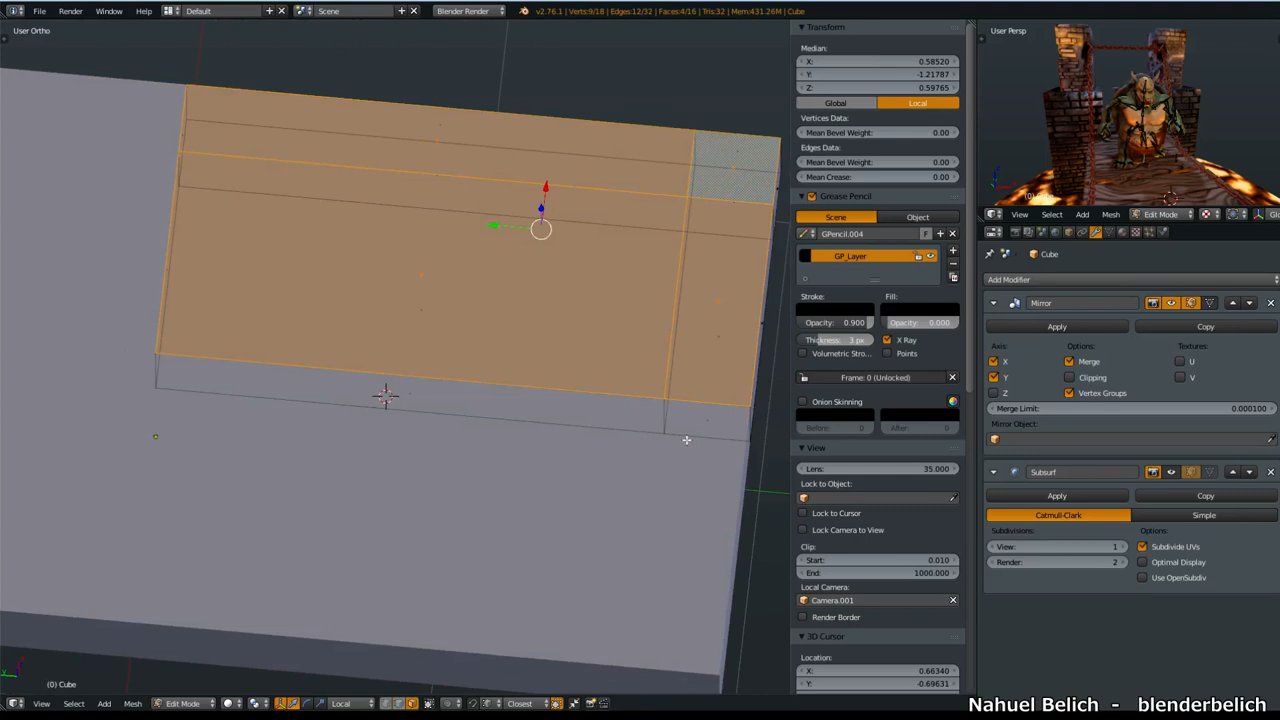 File Render Window Help Default Scene Blender Render v2.76.1 | Verts:9/18 | Edges:12/32 | Faces:4/16 | Tris:32 | Mem:431.26M | Cube
User Ortho
Transform
User Persp
Median:
X: 0.58520
Y: -1.21787
Z: 0.59765
Global Local
Vertices Data:
Mean Bevel Weight: 0.00
Edges Data:
Mean Bevel Weight: 0.00
Mean Crease: 0.00
Grease Pencil
Scene Object
View Select Add Mesh Edit Mode
GPencil.004 F
GP_Layer
Cube
Add Modifier
Stroke: Fill:
Mirror
Opacity: 0.900 Opacity: 0.000
Apply Copy
Thickness: 3 px X Ray
Volumetric Stro... Points
Axis: Options: Textures:
X Merge U
Y Clipping V
Z Vertex Groups
Frame: 0 (Unlocked)
Merge Limit: 0.000100
Onion Skinning
Mirror Object:
Before: 0 After: 0
View
Lens: 35.000
Subsurf
Lock to Object:
Apply Copy
Lock to Cursor
Catmull-Clark Simple
Lock Camera to View
Subdivisions: Options:
Clip:
View: 1 Subdivide UVs
Start: 0.010
Render: 2 Optimal Display
End: 1000.000
Use OpenSubdiv
Local Camera:
Camera.001
Render Border
3D Cursor
Location:
X: 0.66340
Y: -0.69631
(0) Cube
View Select Add Mesh Edit Mode Local Closest
Nahuel Belich - blenderbelich